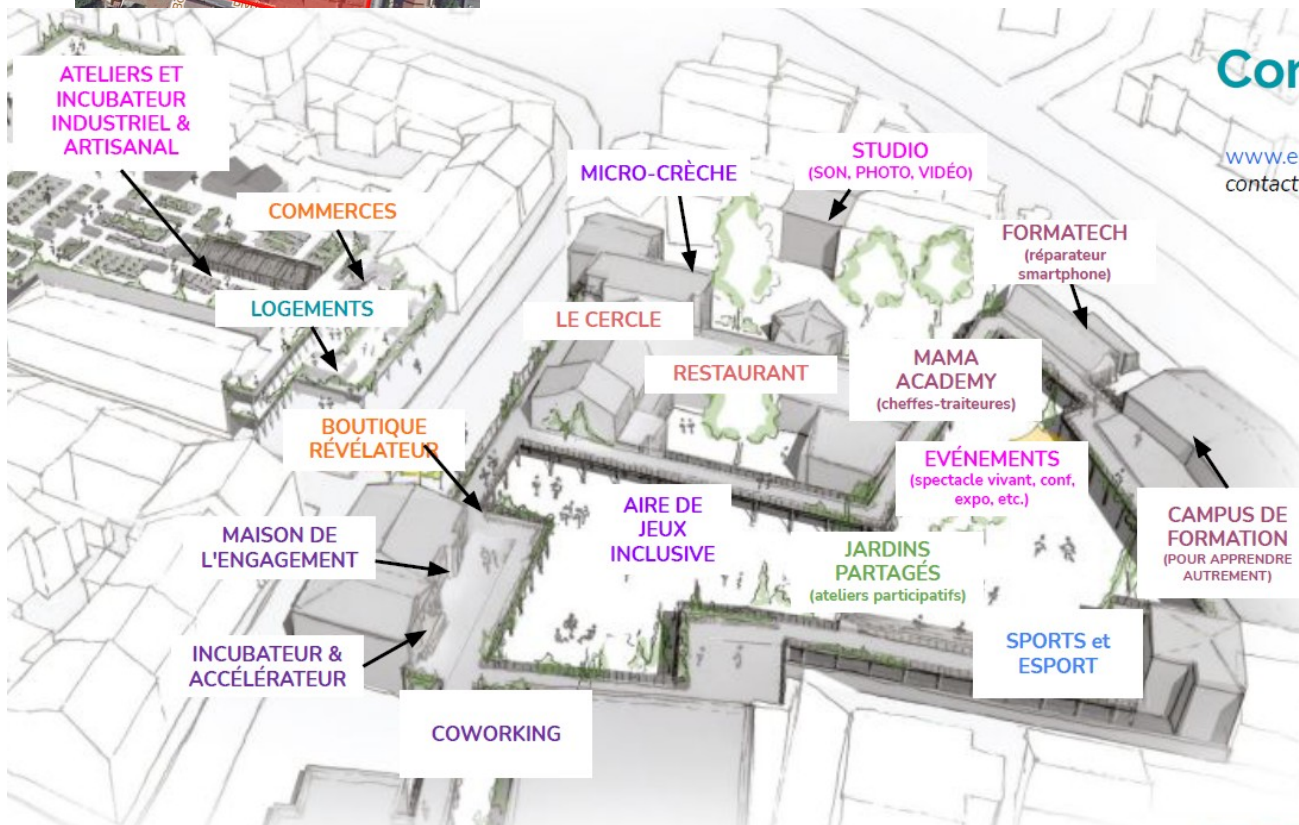 Cor
www.e
contact
ATELIERS ET
INCUBATEUR
INDUSTRIEL &
ARTISANAL
COMMERCES
LOGEMENTS
MICRO-CRÈCHE
STUDIO
(SON, PHOTO, VIDÉO)
FORMATECH
(réparateur
smartphone)
LE CERCLE
RESTAURANT
MAMA
ACADEMY
(cheffes-traiteures)
BOUTIQUE
RÉVÉLATEUR
EVÉNEMENTS
(spectacle vivant, conf,
expo, etc.)
AIRE DE
JEUX
INCLUSIVE
CAMPUS DE
FORMATION
(POUR APPRENDRE
AUTREMENT)
MAISON DE
L'ENGAGEMENT
JARDINS
PARTAGÉS
(ateliers participatifs)
INCUBATEUR &
ACCÉLÉRATEUR
SPORTS et
ESPORT
COWORKING